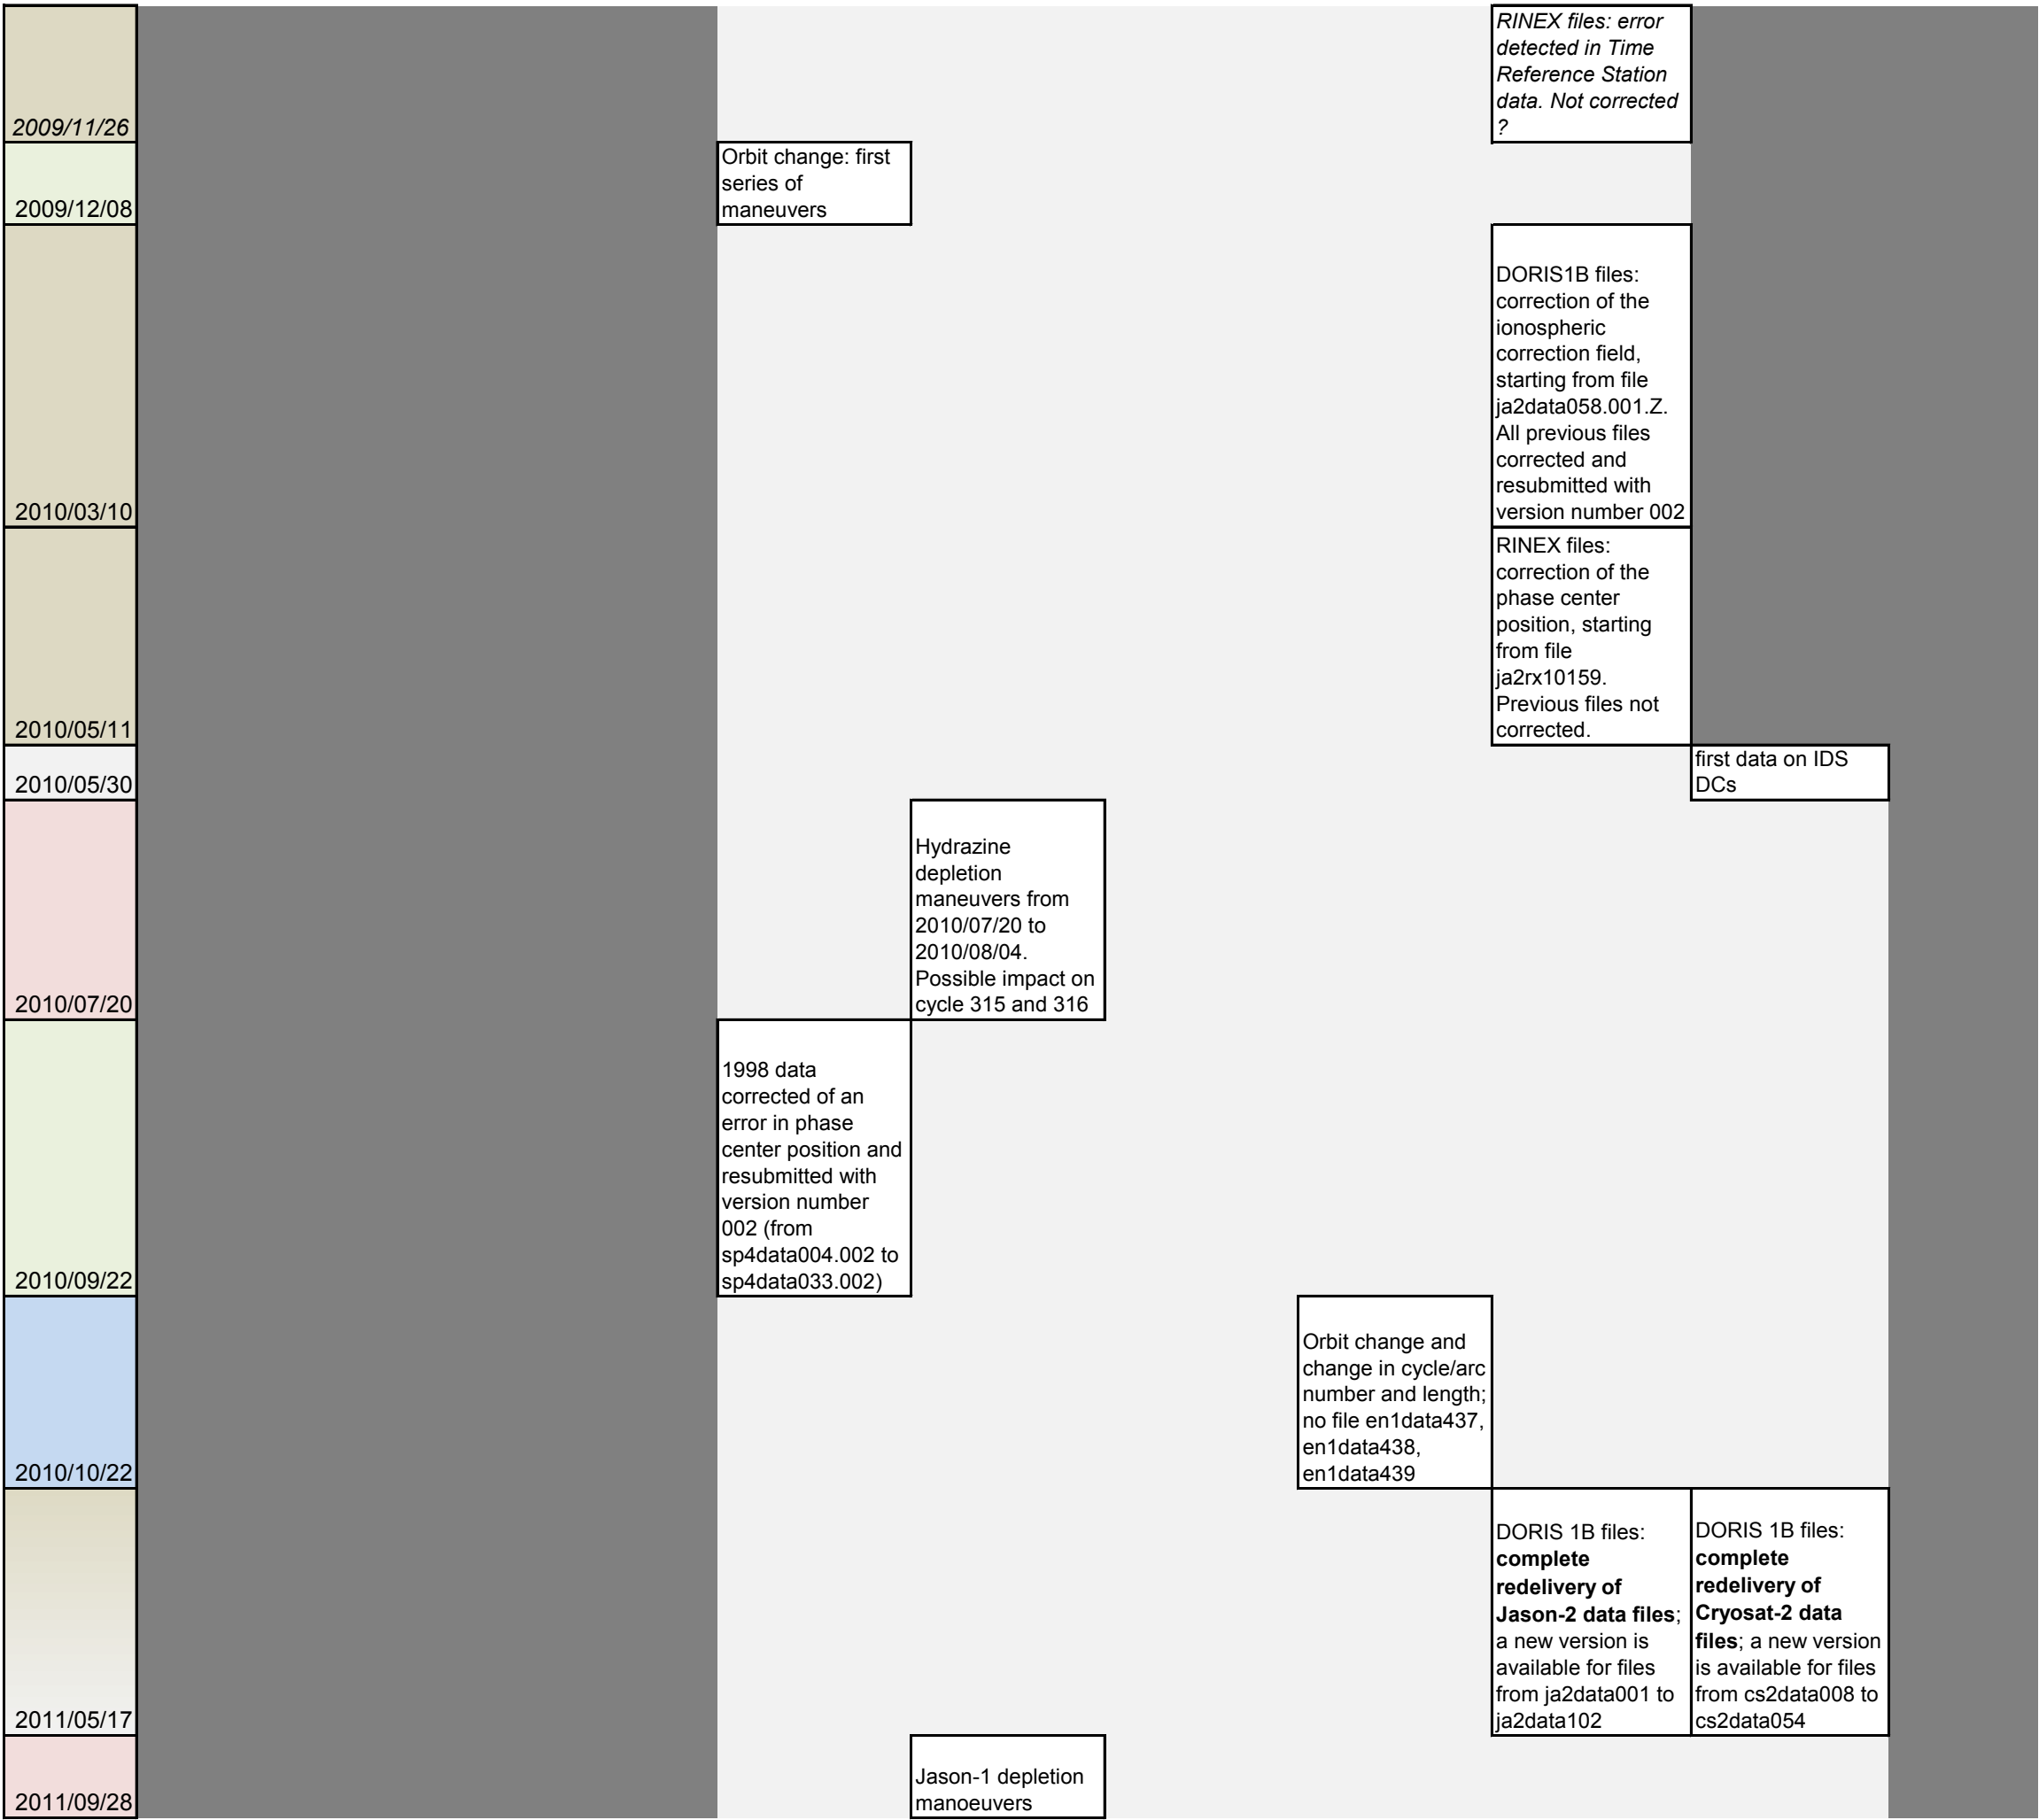 2009/11/26
RINEX files: error
detected in Time
Reference Station
data. Not corrected
?
2009/12/08
Orbit change: first
series of
maneuvers
2010/03/10
DORIS1B files:
correction of the
ionospheric
correction field,
starting from file
ja2data058.001.Z.
All previous files
corrected and
resubmitted with
version number 002
2010/05/11
RINEX files:
correction of the
phase center
position, starting
from file
ja2rx10159.
Previous files not
corrected.
2010/05/30
first data on IDS
DCs
2010/07/20
Hydrazine
depletion
maneuvers from
2010/07/20 to
2010/08/04.
Possible impact on
cycle 315 and 316
2010/09/22
1998 data
corrected of an
error in phase
center position and
resubmitted with
version number
002 (from
sp4data004.002 to
sp4data033.002)
2010/10/22
Orbit change and
change in cycle/arc
number and length;
no file en1data437,
en1data438,
en1data439
2011/05/17
DORIS 1B files:
complete
redelivery of
Jason-2 data files;
a new version is
available for files
from ja2data001 to
ja2data102
DORIS 1B files:
complete
redelivery of
Cryosat-2 data
files; a new version
is available for files
from cs2data008 to
cs2data054
2011/09/28
Jason-1 depletion
manoeuvers